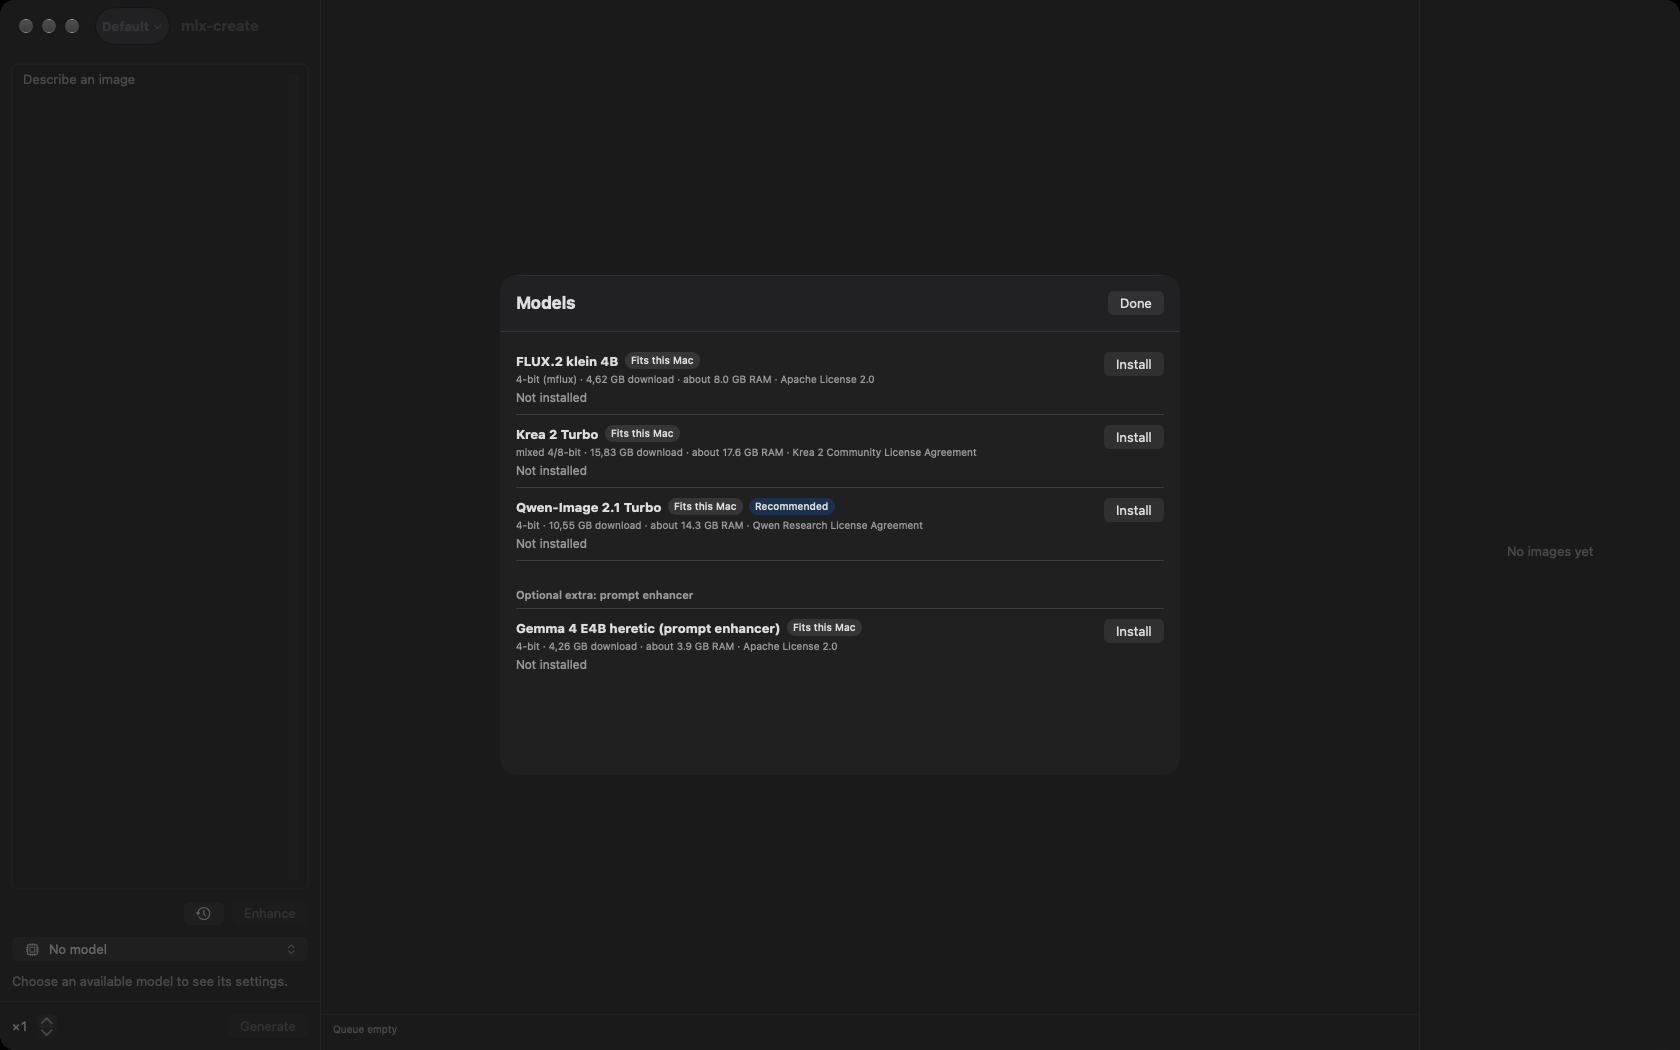 Default
mlx-create
Describe an image
Enhance
No model
Choose an available model to see its settings.
×1
Generate
Models
Done
FLUX.2 klein 4B
Fits this Mac
4-bit (mflux) · 4,62 GB download · about 8.0 GB RAM · Apache License 2.0
Not installed
Install
Krea 2 Turbo
Fits this Mac
mixed 4/8-bit · 15,83 GB download · about 17.6 GB RAM · Krea 2 Community License Agreement
Not installed
Install
Qwen-Image 2.1 Turbo
Fits this Mac
Recommended
4-bit · 10,55 GB download · about 14.3 GB RAM · Qwen Research License Agreement
Not installed
Install
Optional extra: prompt enhancer
Gemma 4 E4B heretic (prompt enhancer)
Fits this Mac
4-bit · 4,26 GB download · about 3.9 GB RAM · Apache License 2.0
Not installed
Install
Queue empty
No images yet